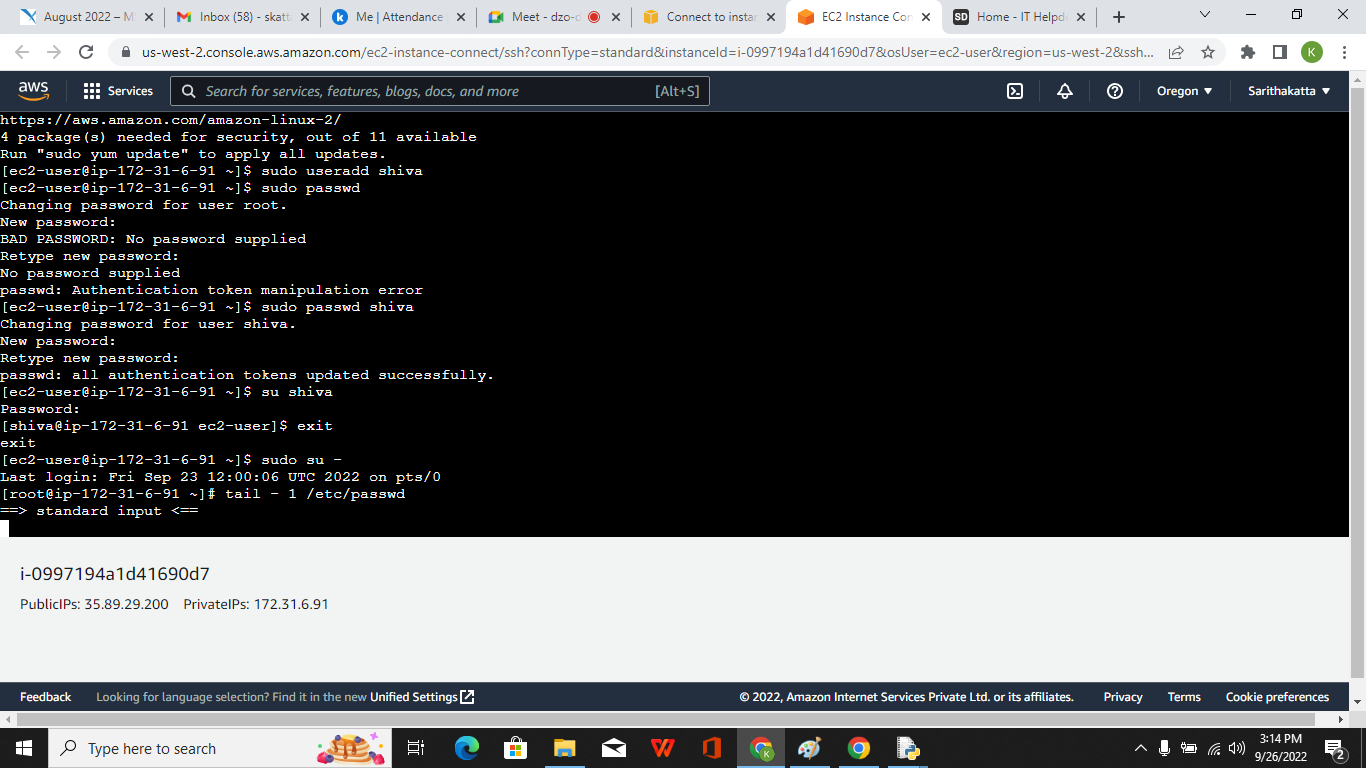 August 2022 – M
Inbox (58) - skatt
Me | Attendance
Meet - dzo-d
Connect to instan
EC2 Instance Con
SD Home - IT Helpd
us-west-2.console.aws.amazon.com/ec2-instance-connect/ssh?connType=standard&instanceId=i-0997194a1d41690d7&osUser=ec2-user&region=us-west-2&ssh...
K
aws
Services
Search for services, features, blogs, docs, and more
[Alt+S]
Oregon
Sarithakatta
https://aws.amazon.com/amazon-linux-2/
4 package(s) needed for security, out of 11 available
Run "sudo yum update" to apply all updates.
[ec2-user@ip-172-31-6-91 ~]$ sudo useradd shiva
[ec2-user@ip-172-31-6-91 ~]$ sudo passwd
Changing password for user root.
New password:
BAD PASSWORD: No password supplied
Retype new password:
No password supplied
passwd: Authentication token manipulation error
[ec2-user@ip-172-31-6-91 ~]$ sudo passwd shiva
Changing password for user shiva.
New password:
Retype new password:
passwd: all authentication tokens updated successfully.
[ec2-user@ip-172-31-6-91 ~]$ su shiva
Password:
[shiva@ip-172-31-6-91 ec2-user]$ exit
exit
[ec2-user@ip-172-31-6-91 ~]$ sudo su -
Last login: Fri Sep 23 12:00:06 UTC 2022 on pts/0
[root@ip-172-31-6-91 ~]# tail - 1 /etc/passwd
==> standard input <==
i-0997194a1d41690d7
PublicIPs: 35.89.29.200 PrivateIPs: 172.31.6.91
Feedback
Looking for language selection? Find it in the new Unified Settings
© 2022, Amazon Internet Services Private Ltd. or its affiliates.
Privacy
Terms
Cookie preferences
Type here to search
3:14 PM
9/26/2022
2